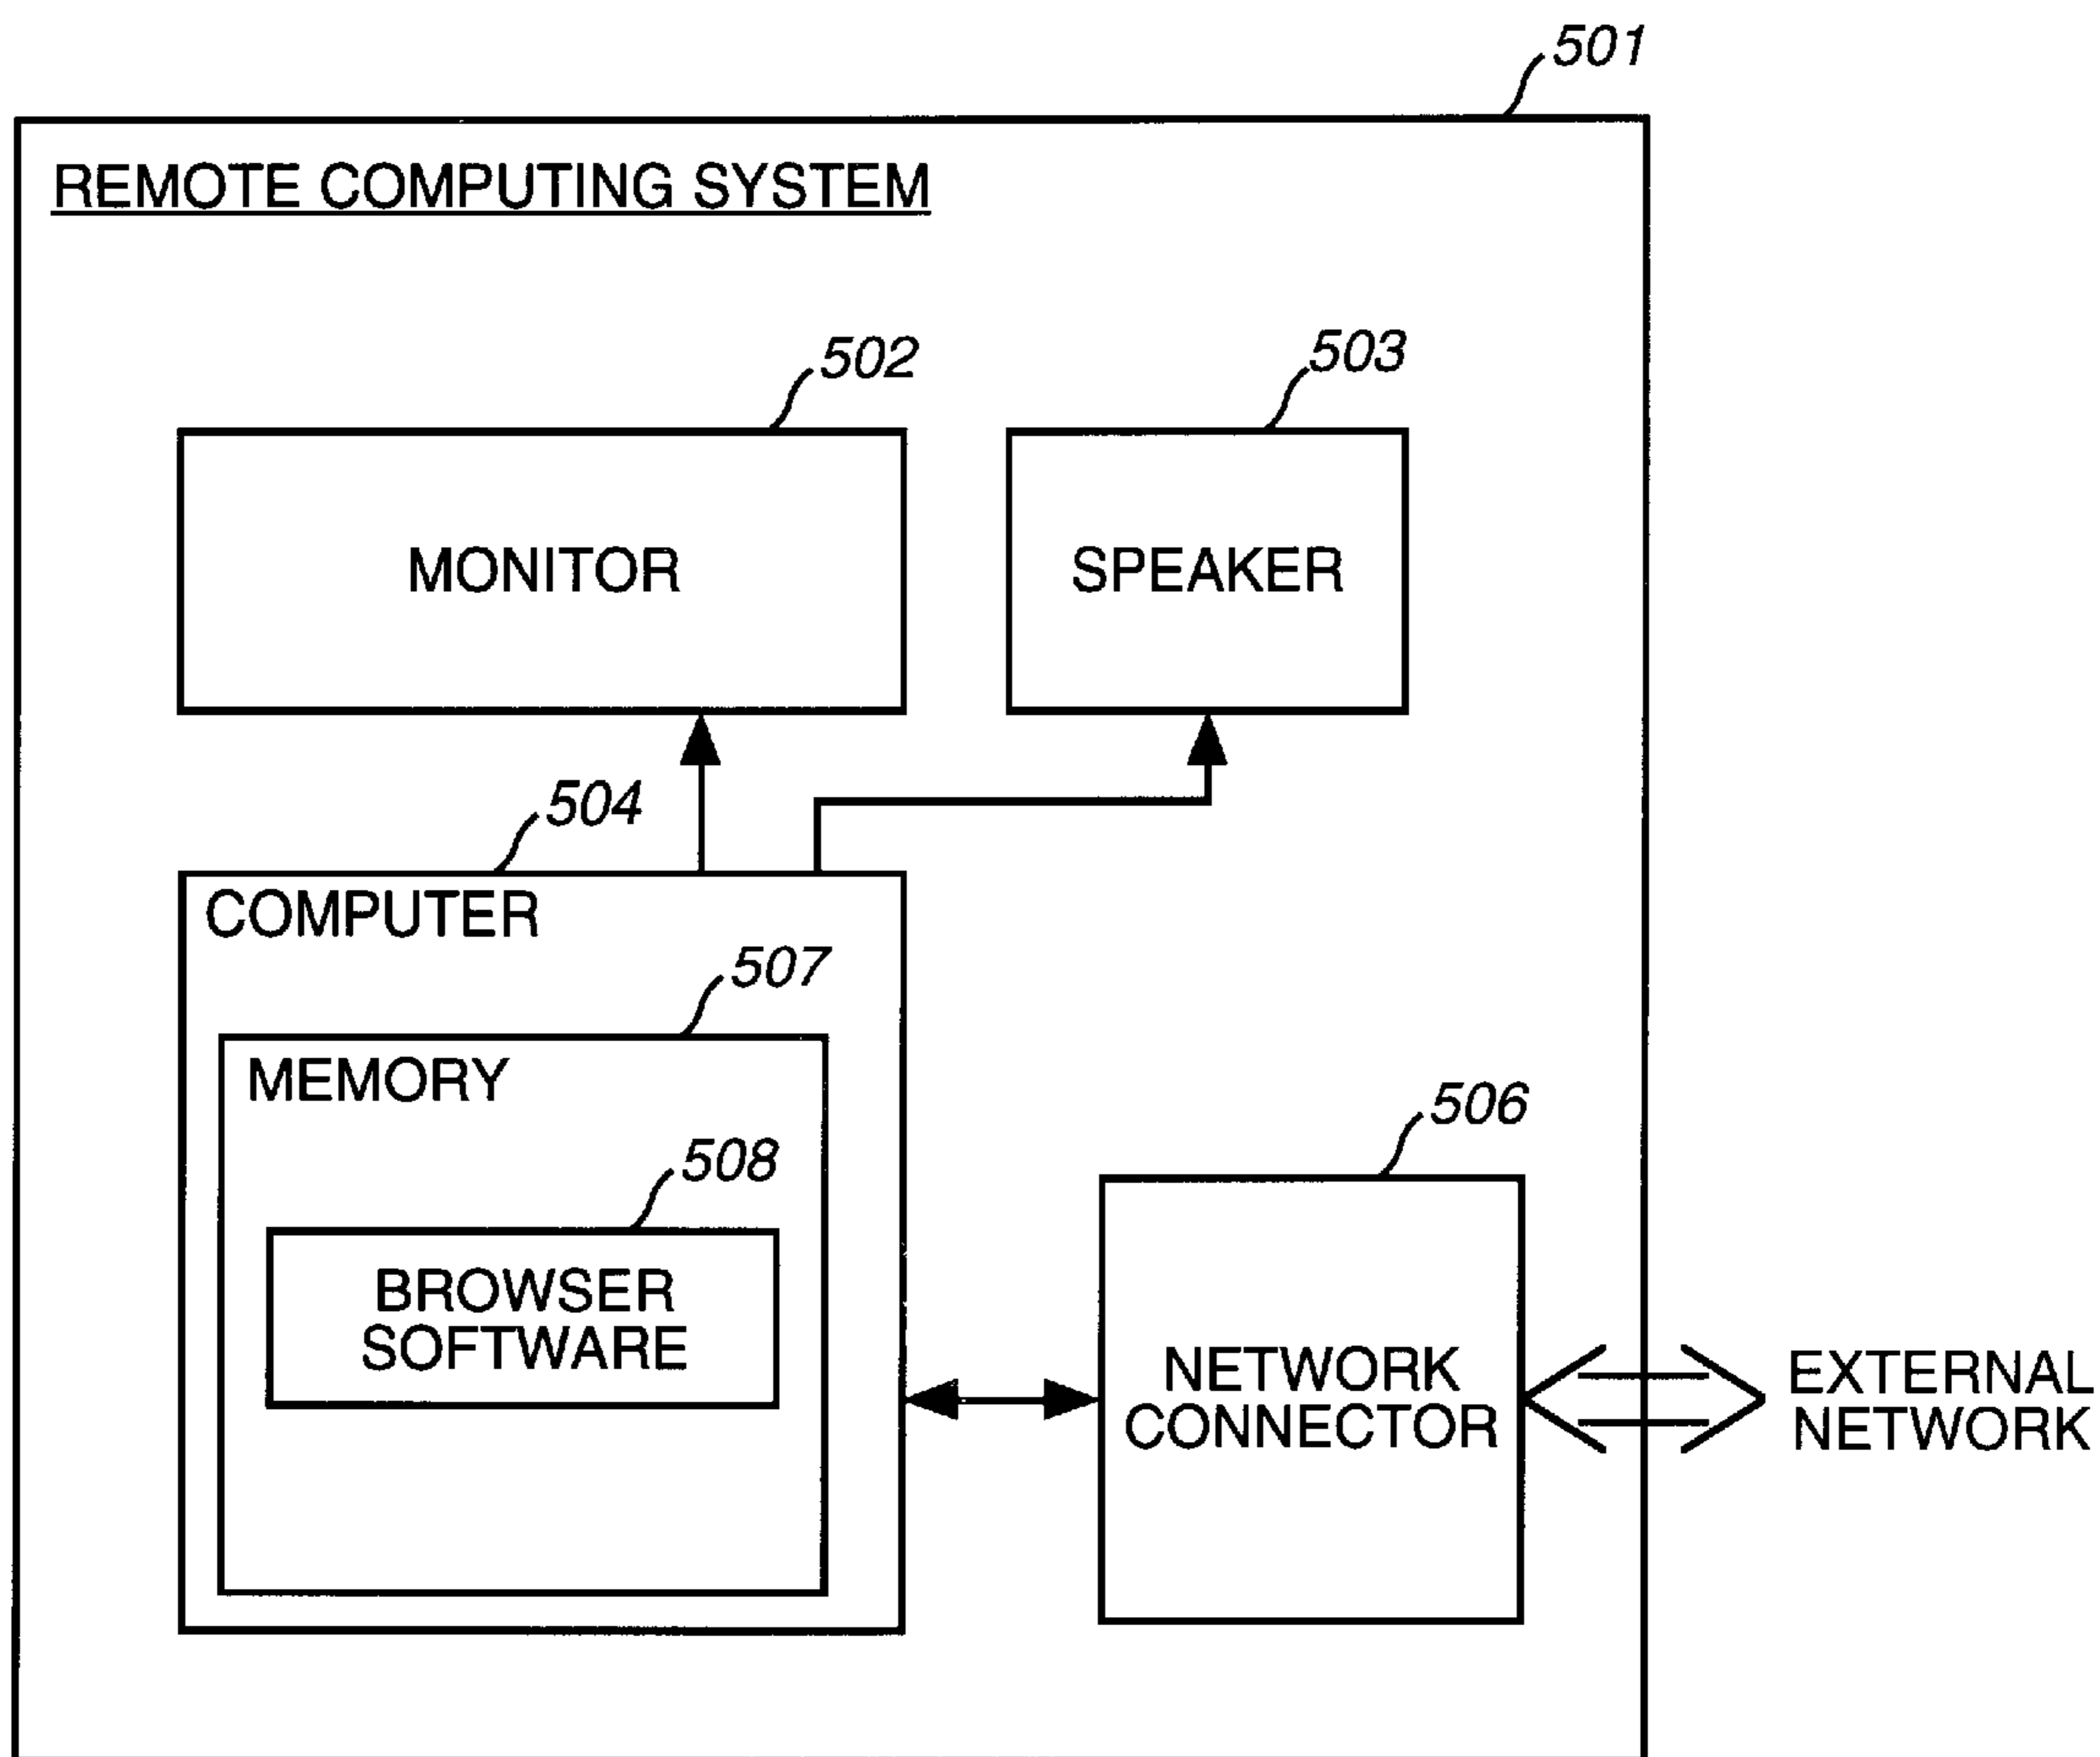 501
REMOTE COMPUTING SYSTEM
502
503
MONITOR
SPEAKER
504
COMPUTER
507
MEMORY
508
BROWSER
SOFTWARE
506
NETWORK
CONNECTOR
EXTERNAL
NETWORK